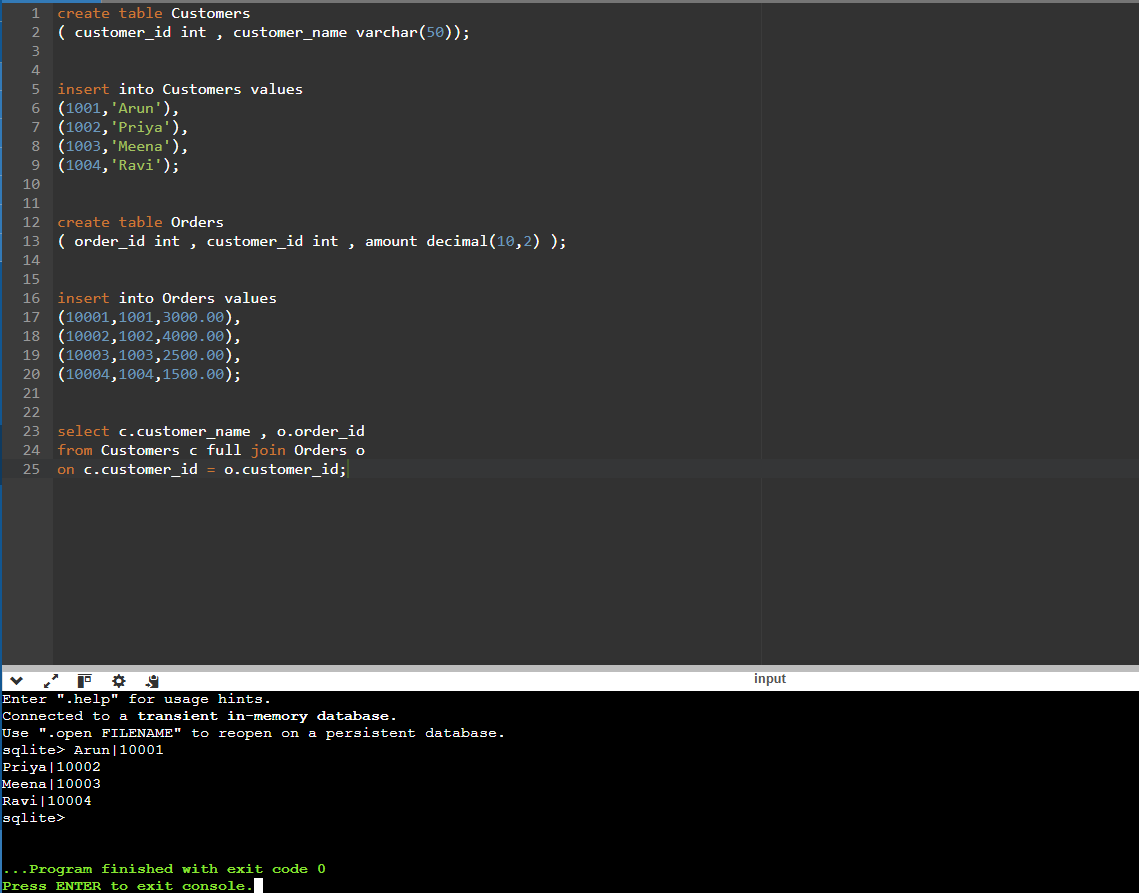 1 create table Customers
2 ( customer_id int , customer_name varchar(50));
3
4
5 insert into Customers values
6 (1001,'Arun'),
7 (1002,'Priya'),
8 (1003,'Meena'),
9 (1004,'Ravi');
10
11
12 create table Orders
13 ( order_id int , customer_id int , amount decimal(10,2) );
14
15
16 insert into Orders values
17 (10001,1001,3000.00),
18 (10002,1002,4000.00),
19 (10003,1003,2500.00),
20 (10004,1004,1500.00);
21
22
23 select c.customer_name , o.order_id
24 from Customers c full join Orders o
25 on c.customer_id = o.customer_id;
input
Enter ".help" for usage hints.
Connected to a transient in-memory database.
Use ".open FILENAME" to reopen on a persistent database.
sqlite> Arun|10001
Priya|10002
Meena|10003
Ravi|10004
sqlite>
...Program finished with exit code 0
Press ENTER to exit console.